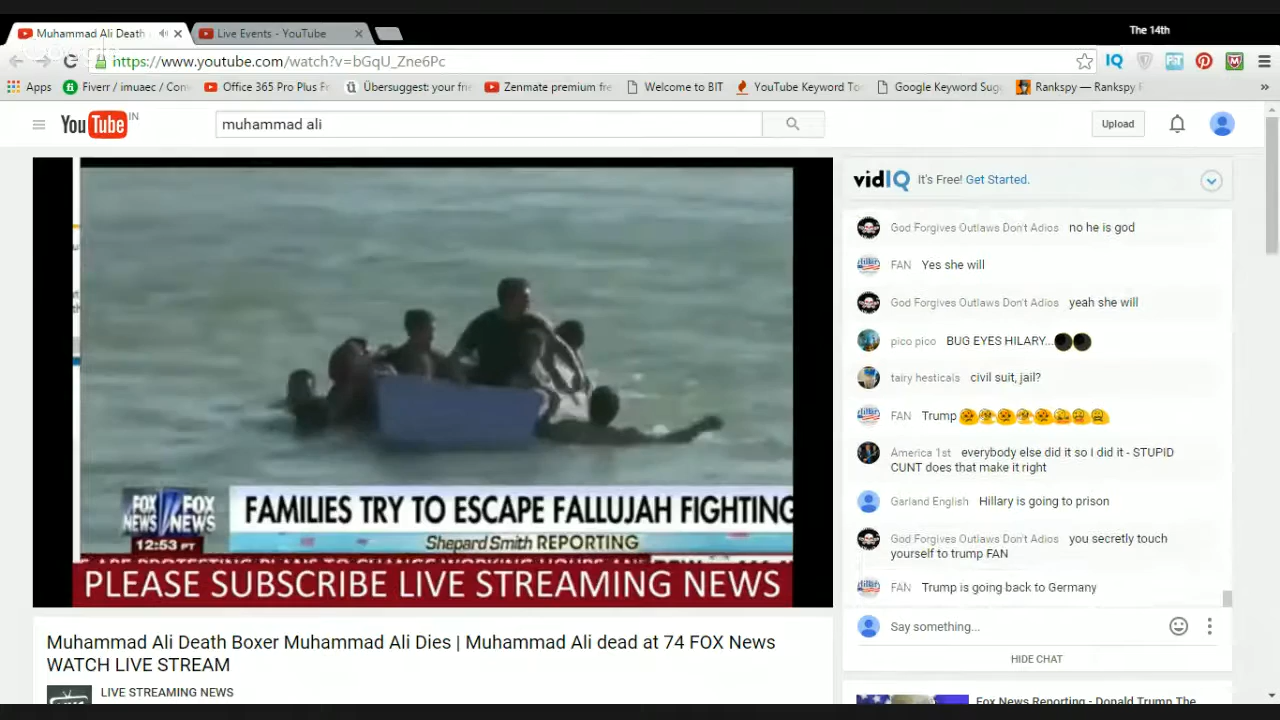 The 14th
Muhammad Ali Death
Live Events - YouTube
https://www.youtube.com/watch?v=bGqU_Zne6Pc
IQ
Apps
Fiverr / imuaec / Con
Office 365 Pro Plus Fr
Übersuggest: your frie
Zenmate premium fre
Welcome to BIT
YouTube Keyword To
Google Keyword Sug
Rankspy — Rankspy F
YouTube IN
muhammad ali
Upload
vidIQ It's Free! Get Started.
God Forgives Outlaws Don't Adios no he is god
FAN Yes she will
God Forgives Outlaws Don't Adios yeah she will
pico pico BUG EYES HILARY...
tairy hesticals civil suit, jail?
FAN Trump
America 1st everybody else did it so I did it - STUPID
CUNT does that make it right
Garland English Hillary is going to prison
God Forgives Outlaws Don't Adios you secretly touch
yourself to trump FAN
FAN Trump is going back to Germany
Say something...
HIDE CHAT
FOX NEWS FOX NEWS
FAMILIES TRY TO ESCAPE FALLUJAH FIGHTING
Shepard Smith REPORTING
12:53 PT
PLEASE SUBSCRIBE LIVE STREAMING NEWS
Muhammad Ali Death Boxer Muhammad Ali Dies | Muhammad Ali dead at 74 FOX News
WATCH LIVE STREAM
LIVE STREAMING NEWS
Fox News Reporting - Donald Trump The